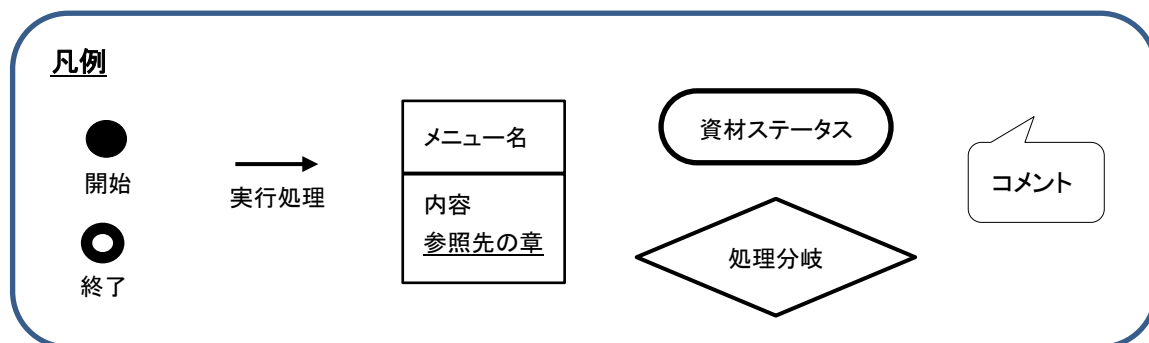 凡例
開始
終了
実行処理
メニュー名
内容
参照先の章
資材ステータス
処理分岐
コメント